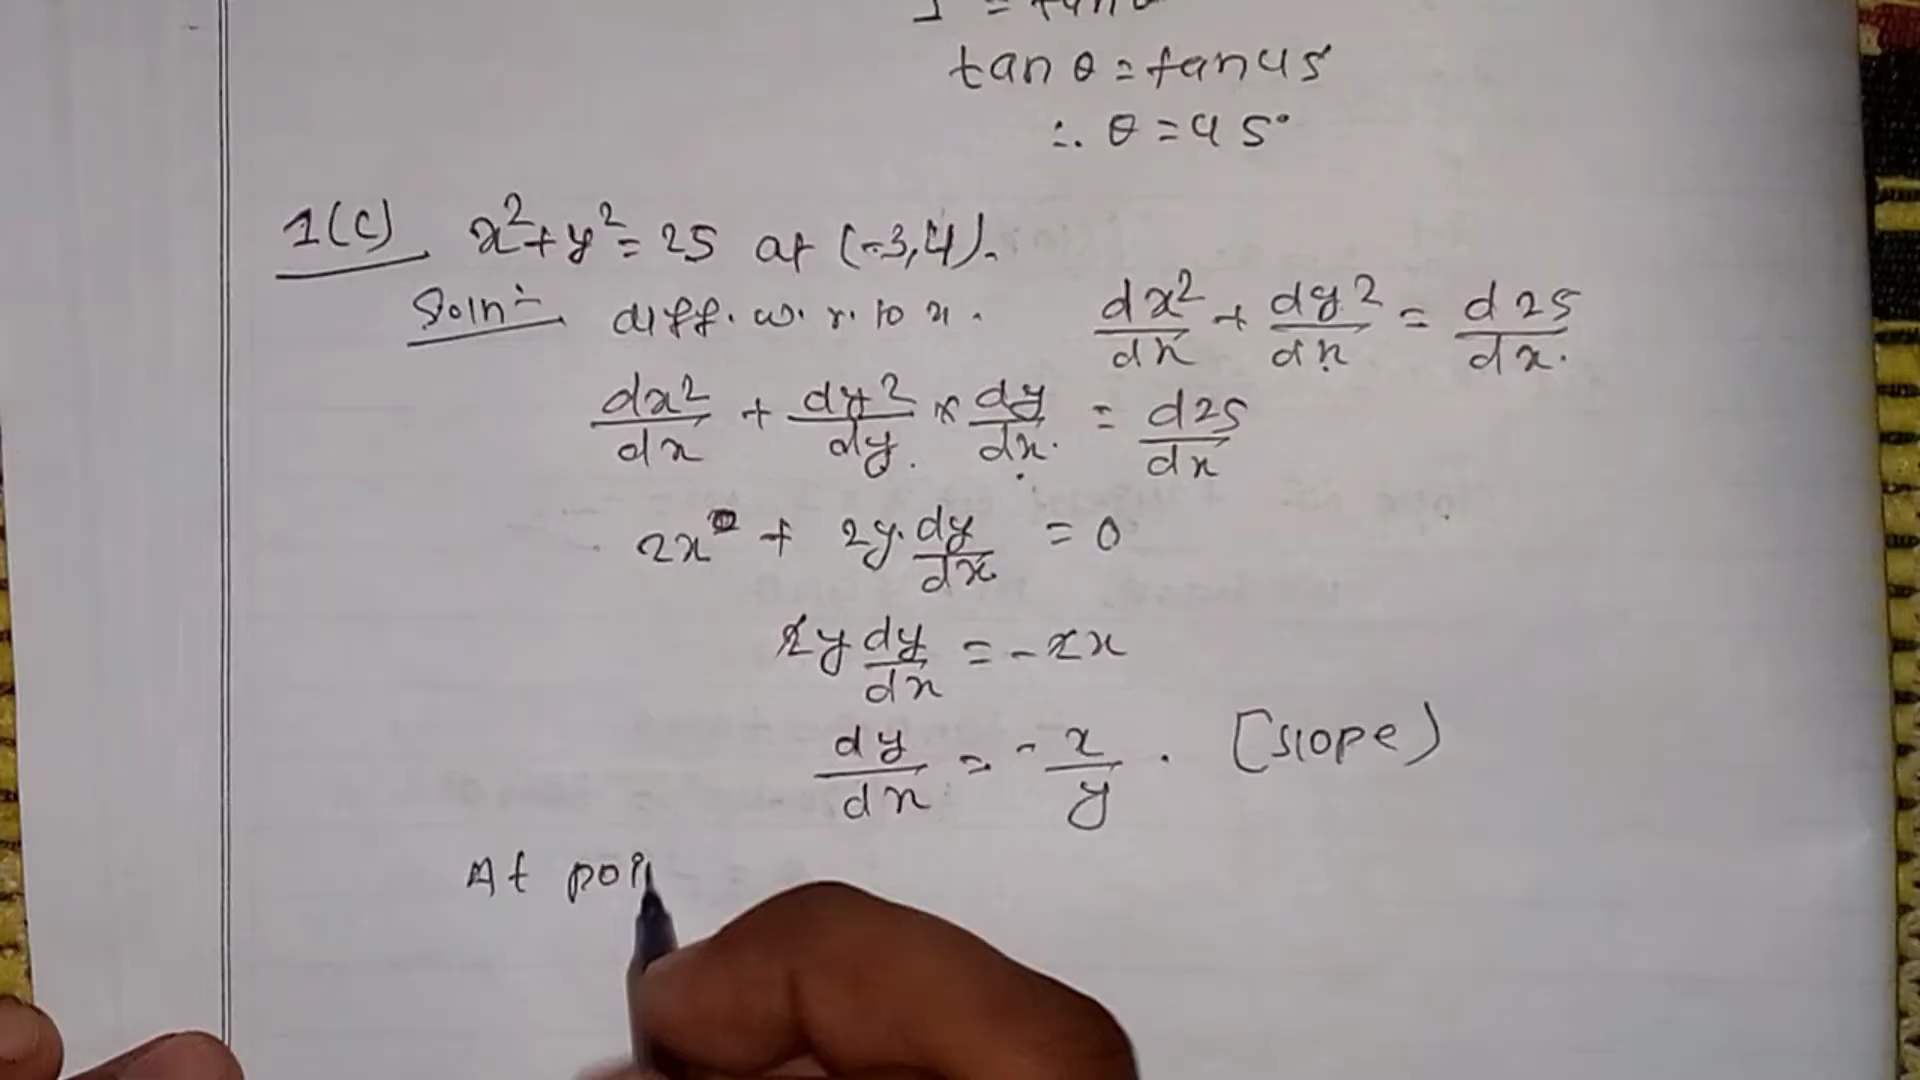 tan θ = tan 45
∴ θ = 45°
1(c) x² + y² = 25 at (-3,4).
Soln:- diff. w. r. to x. dx²/dx + dy²/dx = d25/dx.
dx²/dx + dy²/dy. × dy/dx. = d25/dx
2x + 2y. dy/dx. = 0
2y dy/dx = -2x
dy/dx = - x/y. [slope)
At poi